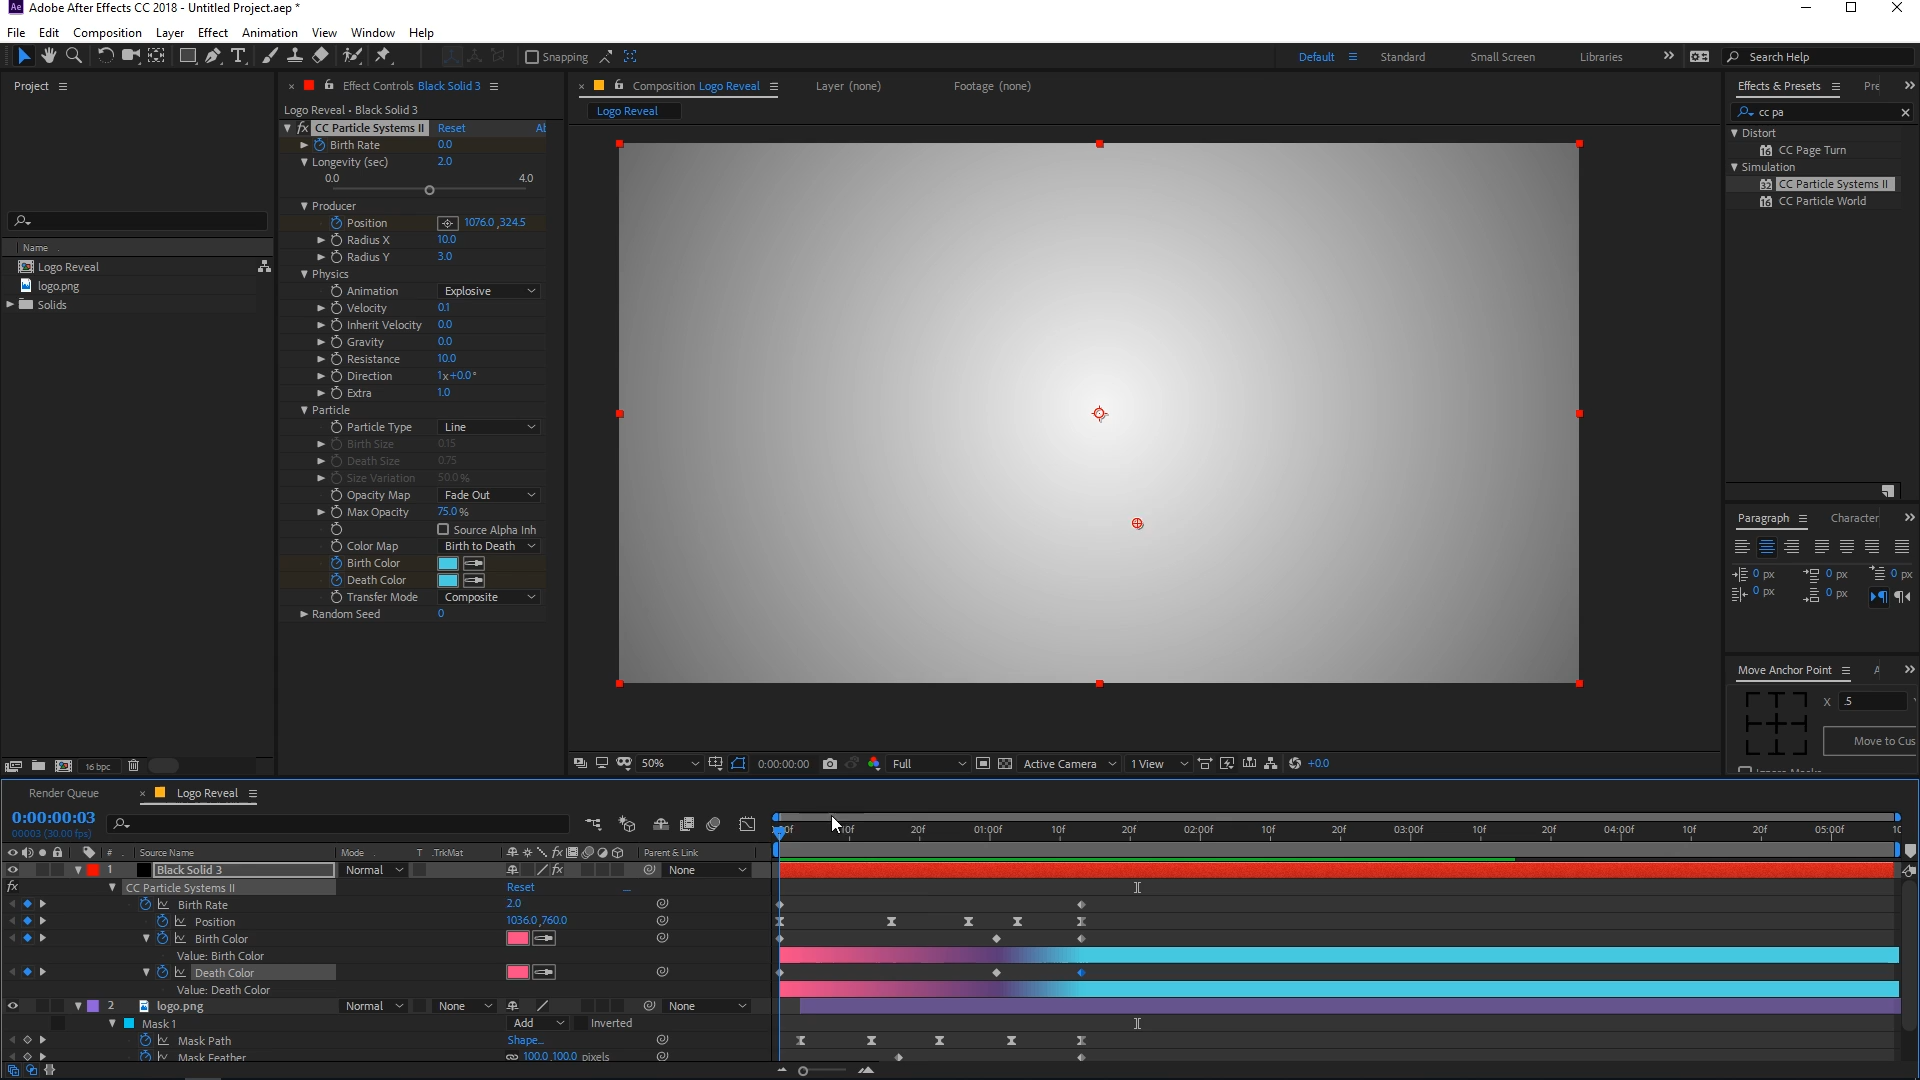 Adobe After Effects CC 2018 - Untitled Project.aep *
File Edit Composition Layer Effect Animation View Window Help
Snapping Default Standard Small Screen Libraries Search Help
Project
Name
Logo Reveal
logo.png
Solids
16 bpc
Effect Controls Black Solid 3
Logo Reveal • Black Solid 3
fx CC Particle Systems II Reset Al
Birth Rate 0.0
Longevity (sec) 2.0
0.0 4.0
Producer
Position 1076.0 ,324.5
Radius X 10.0
Radius Y 3.0
Physics
Animation Explosive
Velocity 0.1
Inherit Velocity 0.0
Gravity 0.0
Resistance 10.0
Direction 1x+0.0°
Extra 1.0
Particle
Particle Type Line
Birth Size 0.15
Death Size 0.75
Size Variation 50.0 %
Opacity Map Fade Out
Max Opacity 75.0 %
Source Alpha Inh
Color Map Birth to Death
Birth Color
Death Color
Transfer Mode Composite
Random Seed 0
Composition Logo Reveal Layer (none) Footage (none)
Logo Reveal
50% 0:00:00:00 Full Active Camera 1 View +0.0
Effects & Presets Pre
cc pa
Distort
CC Page Turn
Simulation
CC Particle Systems II
CC Particle World
Paragraph Character
0 px 0 px 0 px
0 px 0 px
Move Anchor Point
X .5
Move to Cus
Render Queue Logo Reveal
0:00:00:03
00003 (30.00 fps)
# Source Name Mode T .TrkMat Parent & Link
10f 20f 01:00f 10f 20f 02:00f 10f 20f 03:00f 10f 20f 04:00f 10f 20f 05:00f 10
1 Black Solid 3 Normal fx None
fx CC Particle Systems II Reset
Birth Rate 2.0
Position 1036.0 ,760.0
Birth Color
Value: Birth Color
Death Color
Value: Death Color
2 logo.png Normal None None
Mask 1 Add Inverted
Mask Path Shape...
Mask Feather 100.0 ,100.0 pixels